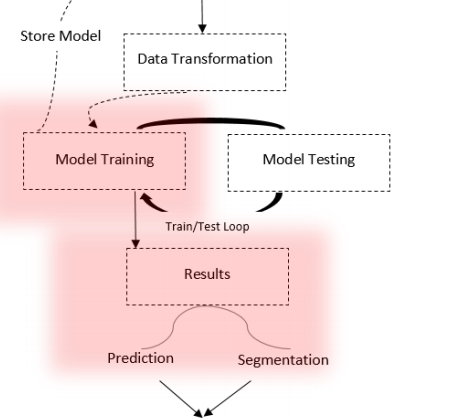 Store Model
Data Transformation
Model Training
Model Testing
Train/Test Loop
Results
Prediction
Segmentation